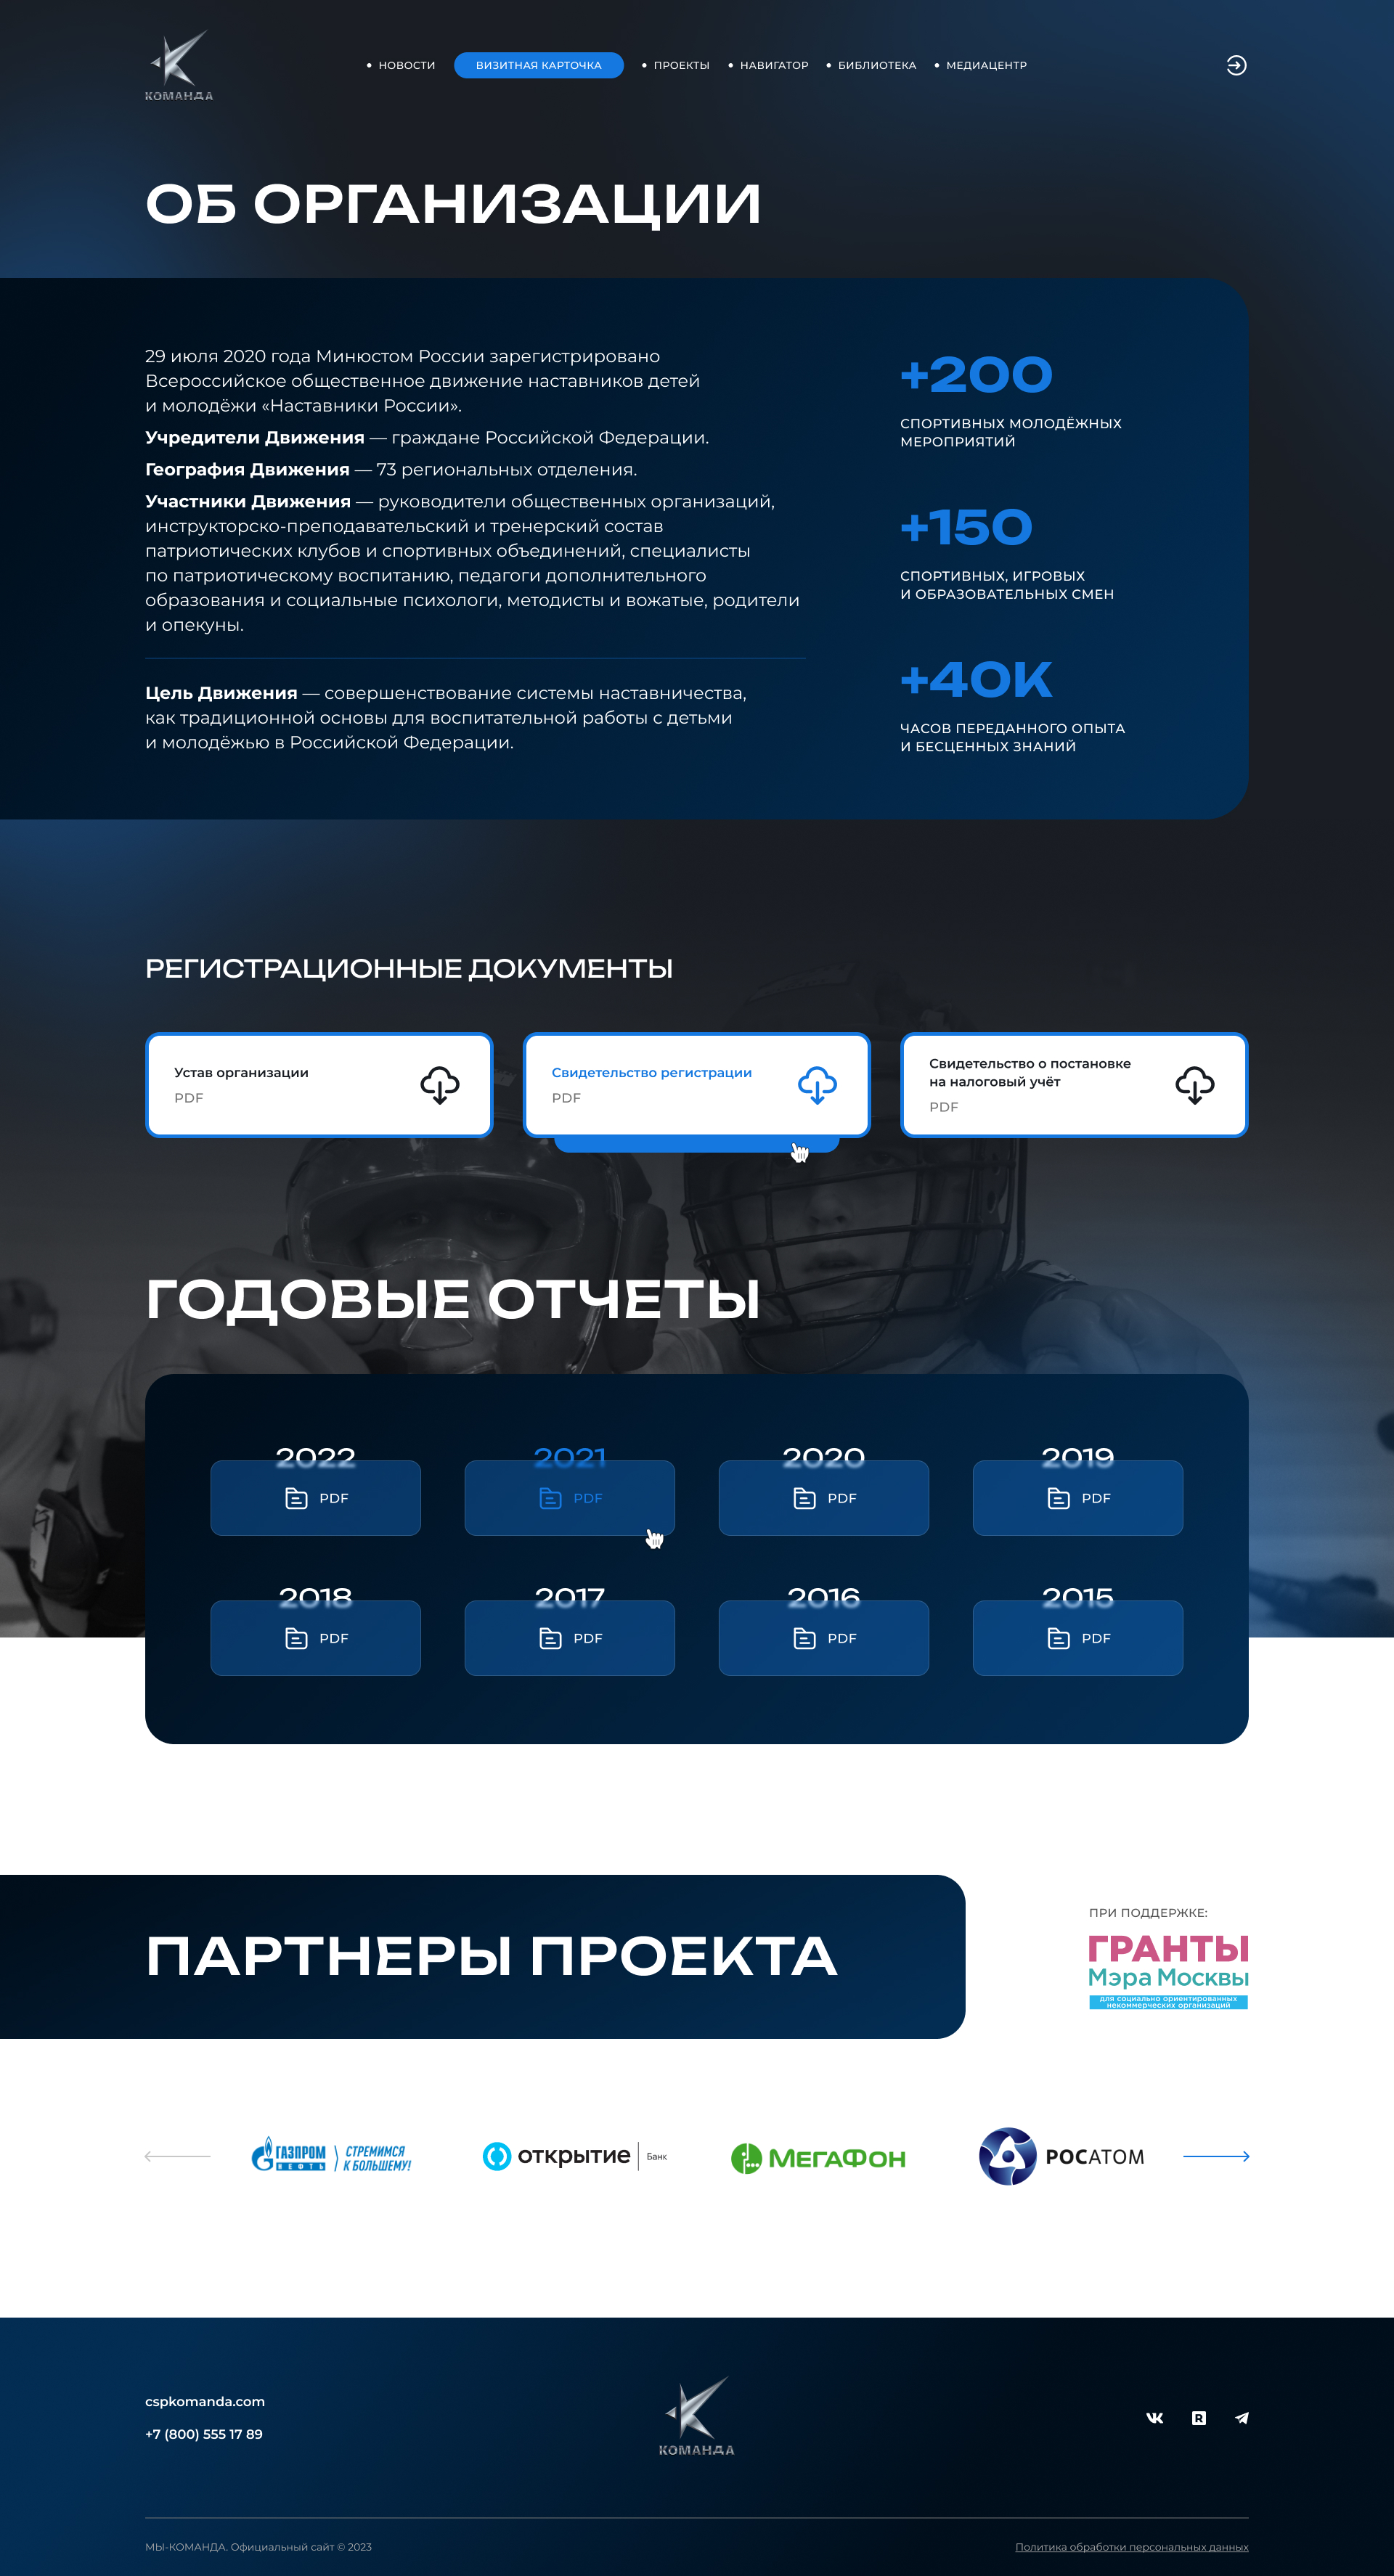 КОМАНДА
НОВОСТИ
ВИЗИТНАЯ КАРТОЧКА
ПРОЕКТЫ
НАВИГАТОР
БИБЛИОТЕКА
МЕДИАЦЕНТР
ОБ ОРГАНИЗАЦИИ
29 июля 2020 года Минюстом России зарегистрировано
Всероссийское общественное движение наставников детей
и молодёжи «Наставники России».
Учредители Движения — граждане Российской Федерации.
География Движения — 73 региональных отделения.
Участники Движения — руководители общественных организаций,
инструкторско-преподавательский и тренерский состав
патриотических клубов и спортивных объединений, специалисты
по патриотическому воспитанию, педагоги дополнительного
образования и социальные психологи, методисты и вожатые, родители
и опекуны.
Цель Движения — совершенствование системы наставничества,
как традиционной основы для воспитательной работы с детьми
и молодёжью в Российской Федерации.
+200
СПОРТИВНЫХ МОЛОДЁЖНЫХ
МЕРОПРИЯТИЙ
+150
СПОРТИВНЫХ, ИГРОВЫХ
И ОБРАЗОВАТЕЛЬНЫХ СМЕН
+40К
ЧАСОВ ПЕРЕДАННОГО ОПЫТА
И БЕСЦЕННЫХ ЗНАНИЙ
РЕГИСТРАЦИОННЫЕ ДОКУМЕНТЫ
Устав организации
PDF
Свидетельство регистрации
PDF
Свидетельство о постановке
на налоговый учёт
PDF
ГОДОВЫЕ ОТЧЕТЫ
2022
PDF
2021
PDF
2020
PDF
2019
PDF
2018
PDF
2017
PDF
2016
PDF
2015
PDF
ПАРТНЕРЫ ПРОЕКТА
ПРИ ПОДДЕРЖКЕ:
ГРАНТЫ
Мэра Москвы
для социально ориентированных
некоммерческих организаций
ГАЗПРОМ
НЕФТЬ
СТРЕМИМСЯ
К БОЛЬШЕМУ!
открытие
Банк
МЕГАФОН
РОСАТОМ
cspkomanda.com
+7 (800) 555 17 89
КОМАНДА
МЫ-КОМАНДА. Официальный сайт © 2023
Политика обработки персональных данных